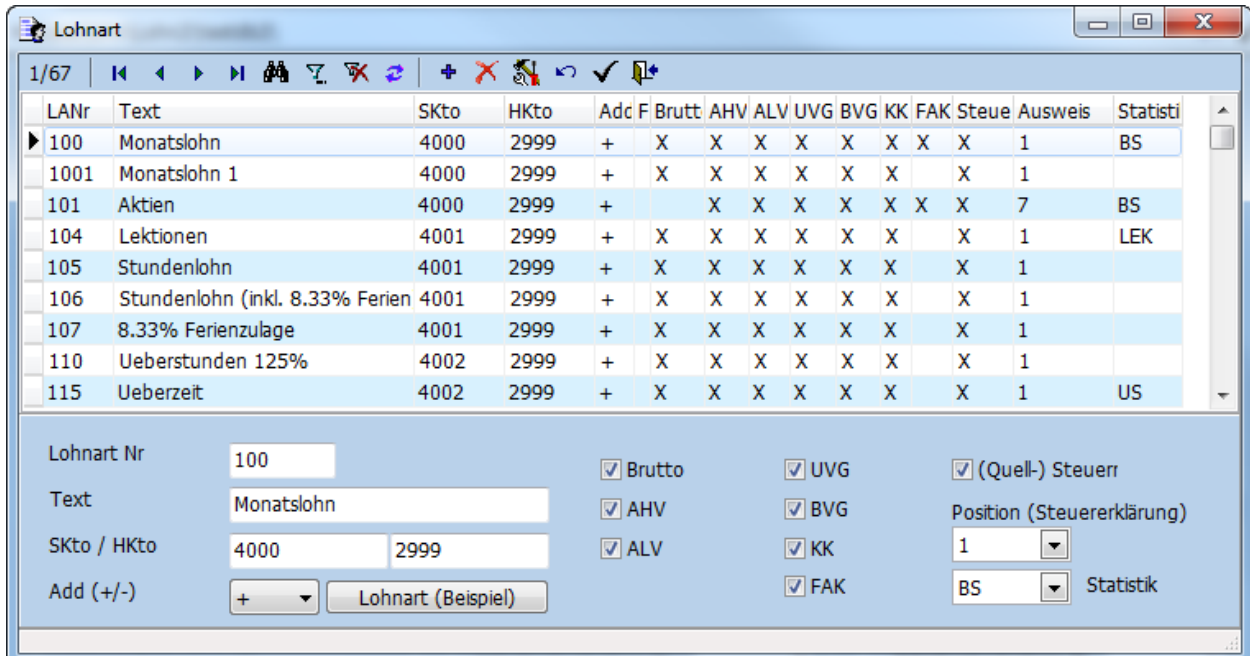 Lohnart
1/67
LANr Text SKto HKto Add F Brutt AHV ALV UVG BVG KK FAK Steue Ausweis Statisti
100 Monatslohn 4000 2999 + X X X X X X X X 1 BS
1001 Monatslohn 1 4000 2999 + X X X X X X X 1
101 Aktien 4000 2999 + X X X X X X X 7 BS
104 Lektionen 4001 2999 + X X X X X X X 1 LEK
105 Stundenlohn 4001 2999 + X X X X X X X 1
106 Stundenlohn (inkl. 8.33% Ferien 4001 2999 + X X X X X X X 1
107 8.33% Ferienzulage 4001 2999 + X X X X X X X 1
110 Ueberstunden 125% 4002 2999 + X X X X X X X 1
115 Ueberzeit 4002 2999 + X X X X X X X 1 US
Lohnart Nr 100 Brutto UVG (Quell-) Steuerr
Text Monatslohn AHV BVG Position (Steuererklärung)
SKto / HKto 4000 2999 ALV KK 1
Add (+/-) + Lohnart (Beispiel) FAK BS Statistik